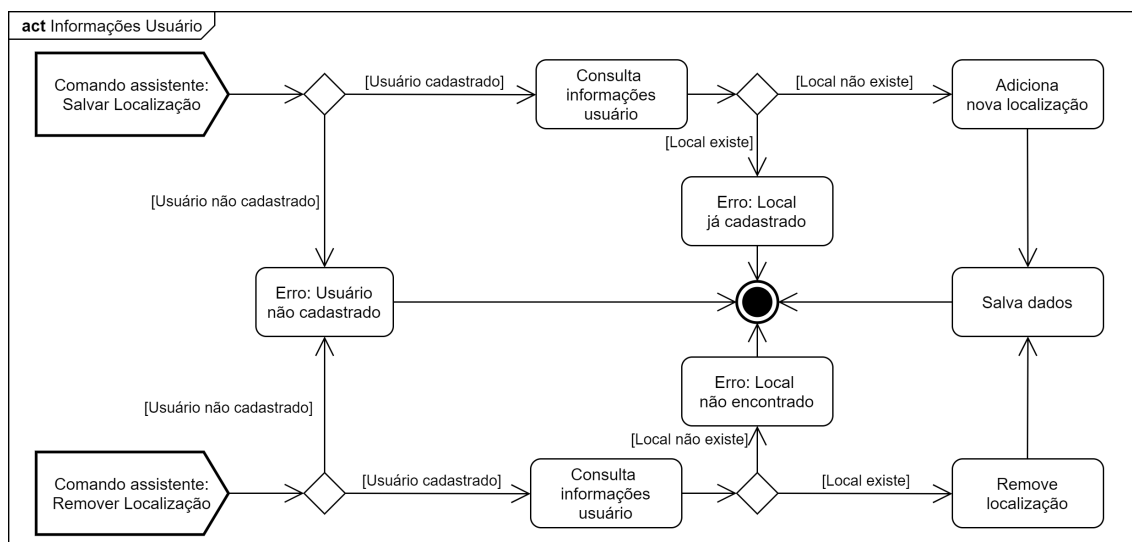 act Informações Usuário
Comando assistente:
Salvar Localização
[Usuário cadastrado]
Consulta
informações
usuário
[Local não existe]
Adiciona
nova localização
[Local existe]
[Usuário não cadastrado]
Erro: Local
já cadastrado
Erro: Usuário
não cadastrado
Salva dados
Erro: Local
não encontrado
[Usuário não cadastrado]
[Local não existe]
Comando assistente:
Remover Localização
[Usuário cadastrado]
Consulta
informações
usuário
[Local existe]
Remove
localização